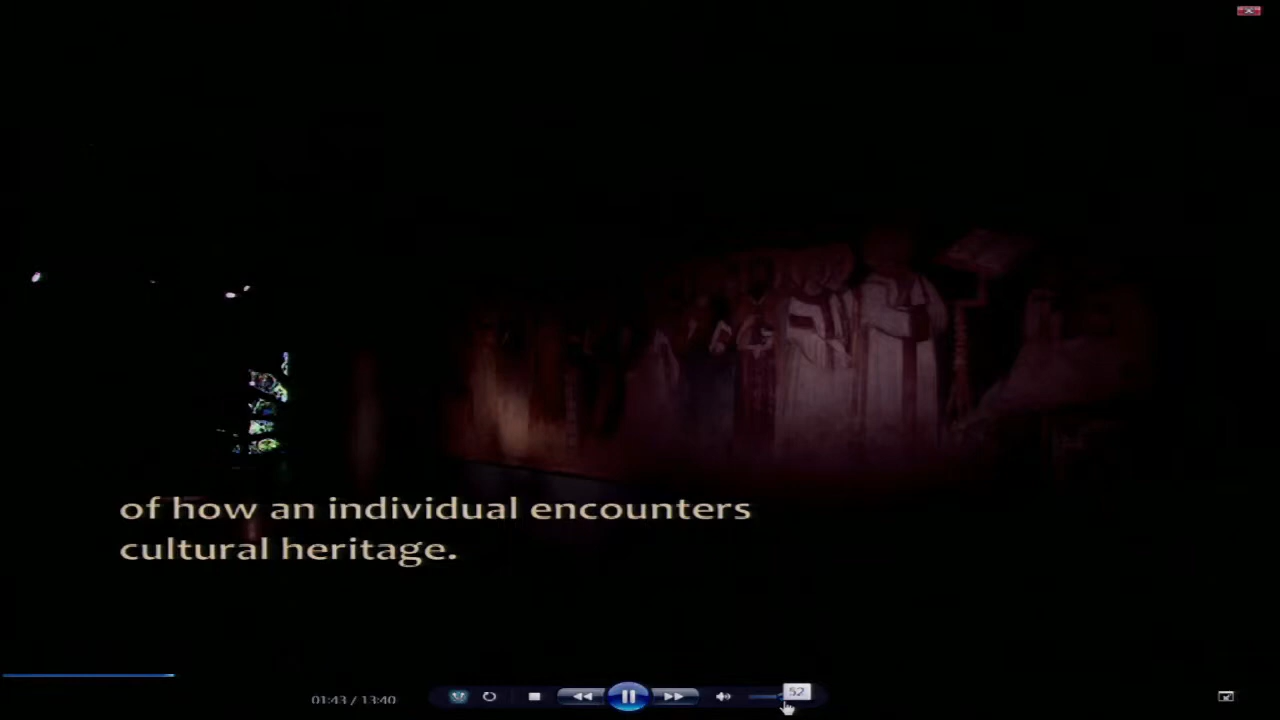 of how an individual encounters
cultural heritage.
01:43 / 13:40
52